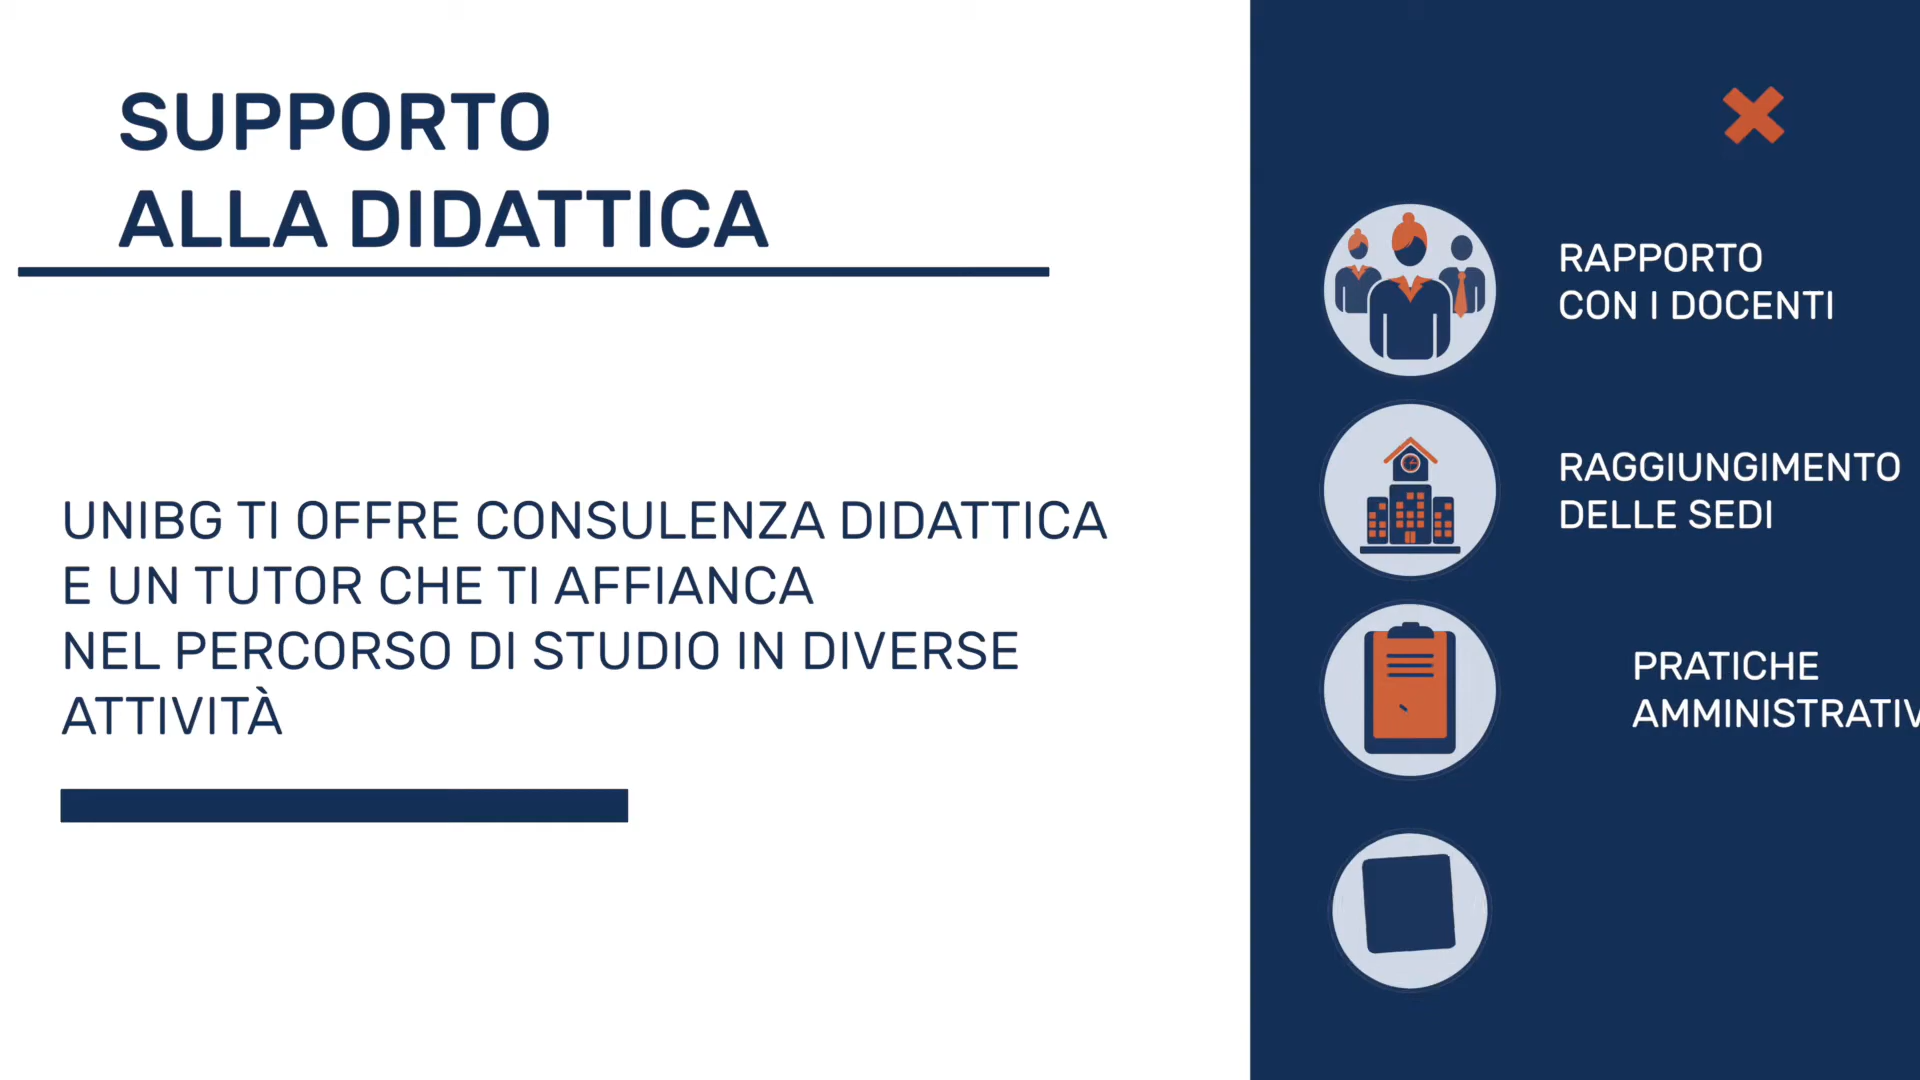 SUPPORTO
ALLA DIDATTICA
UNIBG TI OFFRE CONSULENZA DIDATTICA
E UN TUTOR CHE TI AFFIANCA
NEL PERCORSO DI STUDIO IN DIVERSE
ATTIVITÀ
RAPPORTO
CON I DOCENTI
RAGGIUNGIMENTO
DELLE SEDI
PRATICHE
AMMINISTRATIV